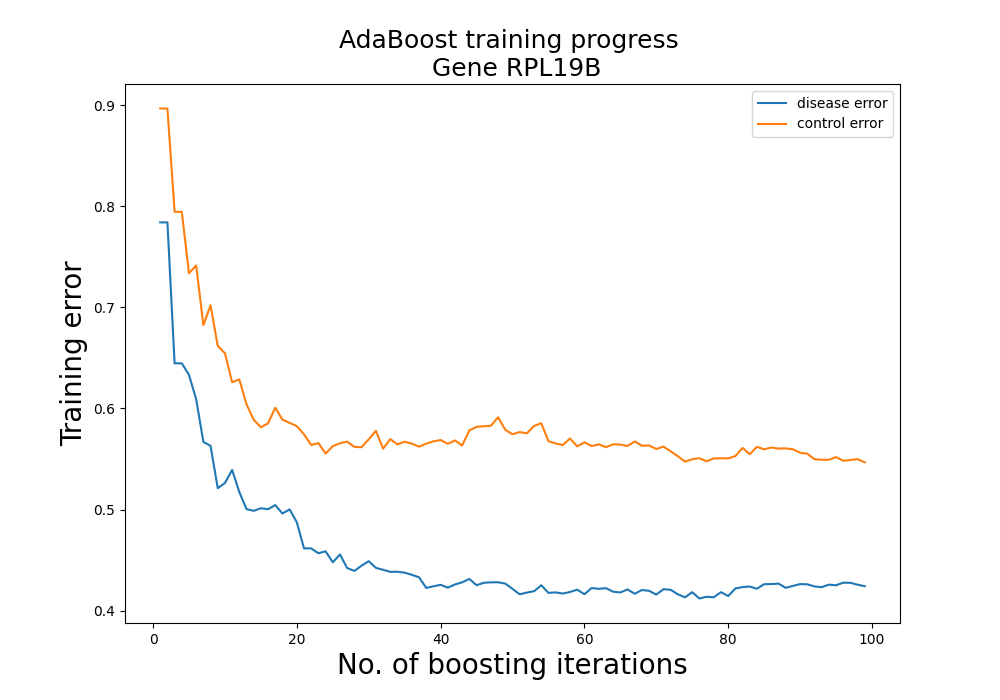 AdaBoost training progress
Gene RPL19B
disease error
control error
Training error
0.9
0.8
0.7
0.6
0.5
0.4
0
20
40
60
80
100
No. of boosting iterations